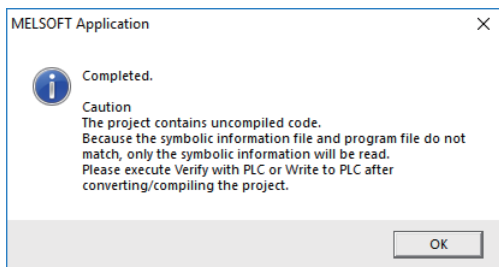 MELSOFT Application
Completed.
Caution
The project contains uncompiled code.
Because the symbolic information file and program file do not
match, only the symbolic information will be read.
Please execute Verify with PLC or Write to PLC after
converting/compiling the project.
OK